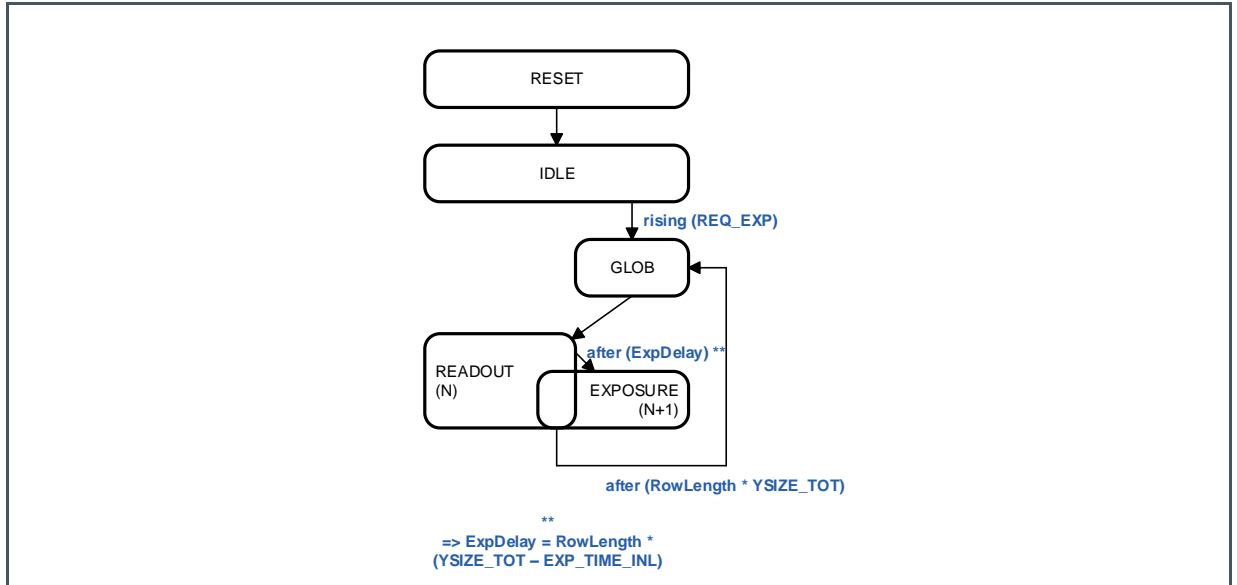 RESET
IDLE
rising (REQ_EXP)
GLOB
after (ExpDelay) **
READOUT
(N)
EXPOSURE
(N+1)
after (RowLength * YSIZE_TOT)
**
=> ExpDelay = RowLength *
(YSIZE_TOT – EXP_TIME_INL)